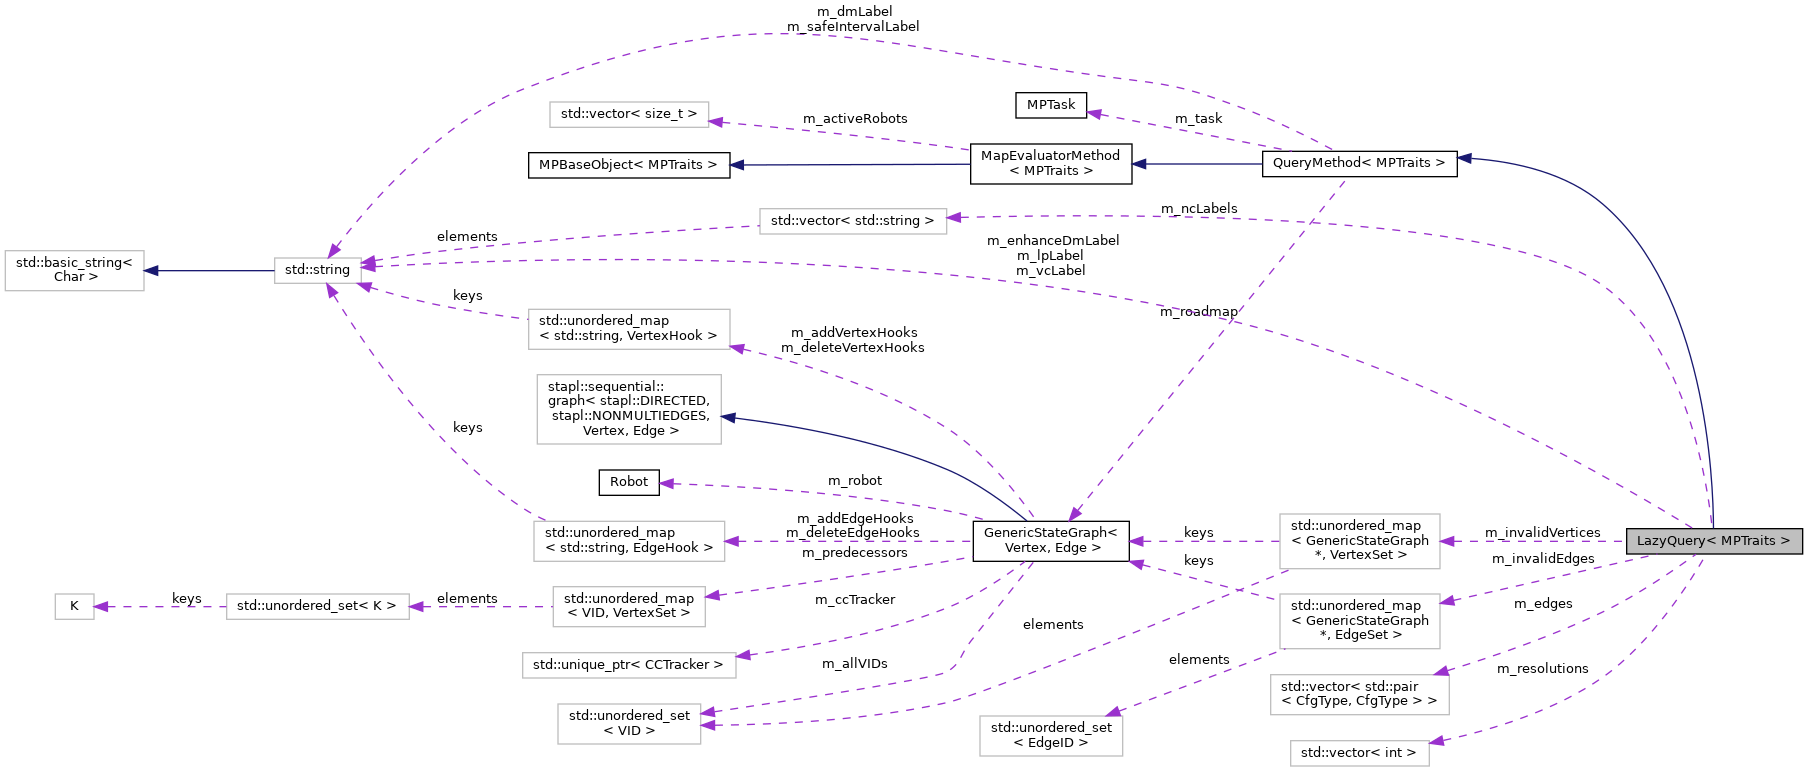 m_dmLabel
m_safeIntervalLabel
MPTask
std::vector< size_t >
m_activeRobots
m_task
MapEvaluatorMethod
< MPTraits >
MPBaseObject< MPTraits >
QueryMethod< MPTraits >
m_ncLabels
std::vector< std::string >
elements
m_enhanceDmLabel
m_lpLabel
m_vcLabel
std::basic_string<
Char >
std::string
keys
m_roadmap
std::unordered_map
< std::string, VertexHook >
m_addVertexHooks
m_deleteVertexHooks
stapl::sequential::
graph< stapl::DIRECTED,
stapl::NONMULTIEDGES,
Vertex, Edge >
keys
Robot
m_robot
m_addEdgeHooks
m_deleteEdgeHooks
std::unordered_map
< std::string, EdgeHook >
GenericStateGraph<
Vertex, Edge >
keys
std::unordered_map
< GenericStateGraph
*, VertexSet >
m_invalidVertices
LazyQuery< MPTraits >
m_predecessors
keys
m_invalidEdges
K
keys
std::unordered_set< K >
elements
std::unordered_map
< VID, VertexSet >
m_ccTracker
std::unordered_map
< GenericStateGraph
*, EdgeSet >
m_edges
elements
std::unique_ptr< CCTracker >
m_allVIDs
elements
m_resolutions
std::vector< std::pair
< CfgType, CfgType > >
std::unordered_set
< VID >
std::unordered_set
< EdgeID >
std::vector< int >